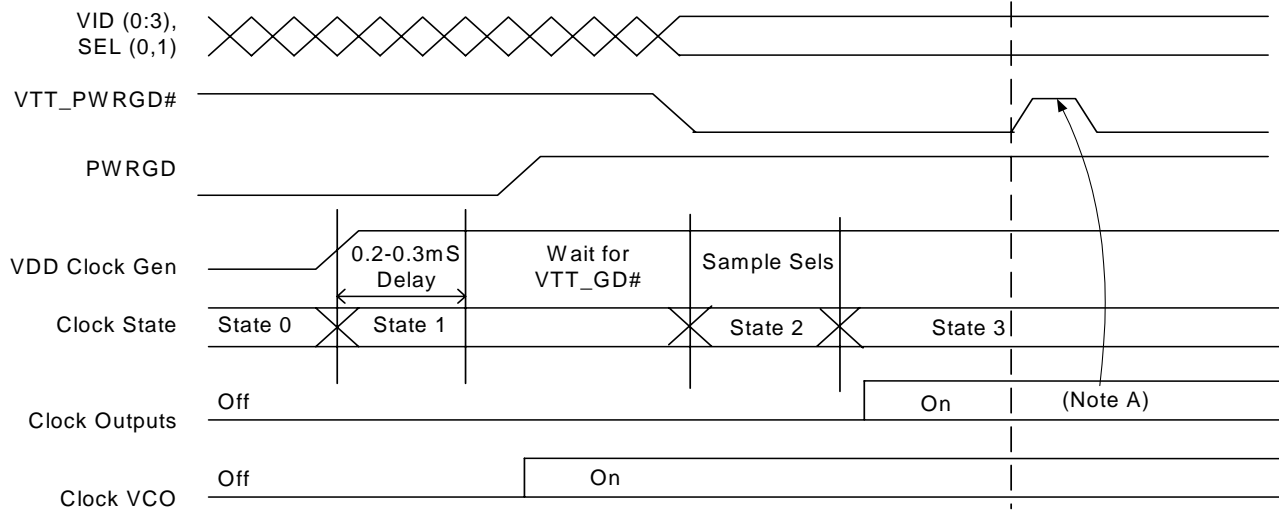 VID (0:3),
SEL (0,1)
VTT_PWRGD#
PWRGD
VDD Clock Gen
0.2-0.3mS
Delay
Wait for
VTT_GD#
Sample Sels
Clock State
State 0
State 1
State 2
State 3
Clock Outputs
Off
On
(Note A)
Clock VCO
Off
On